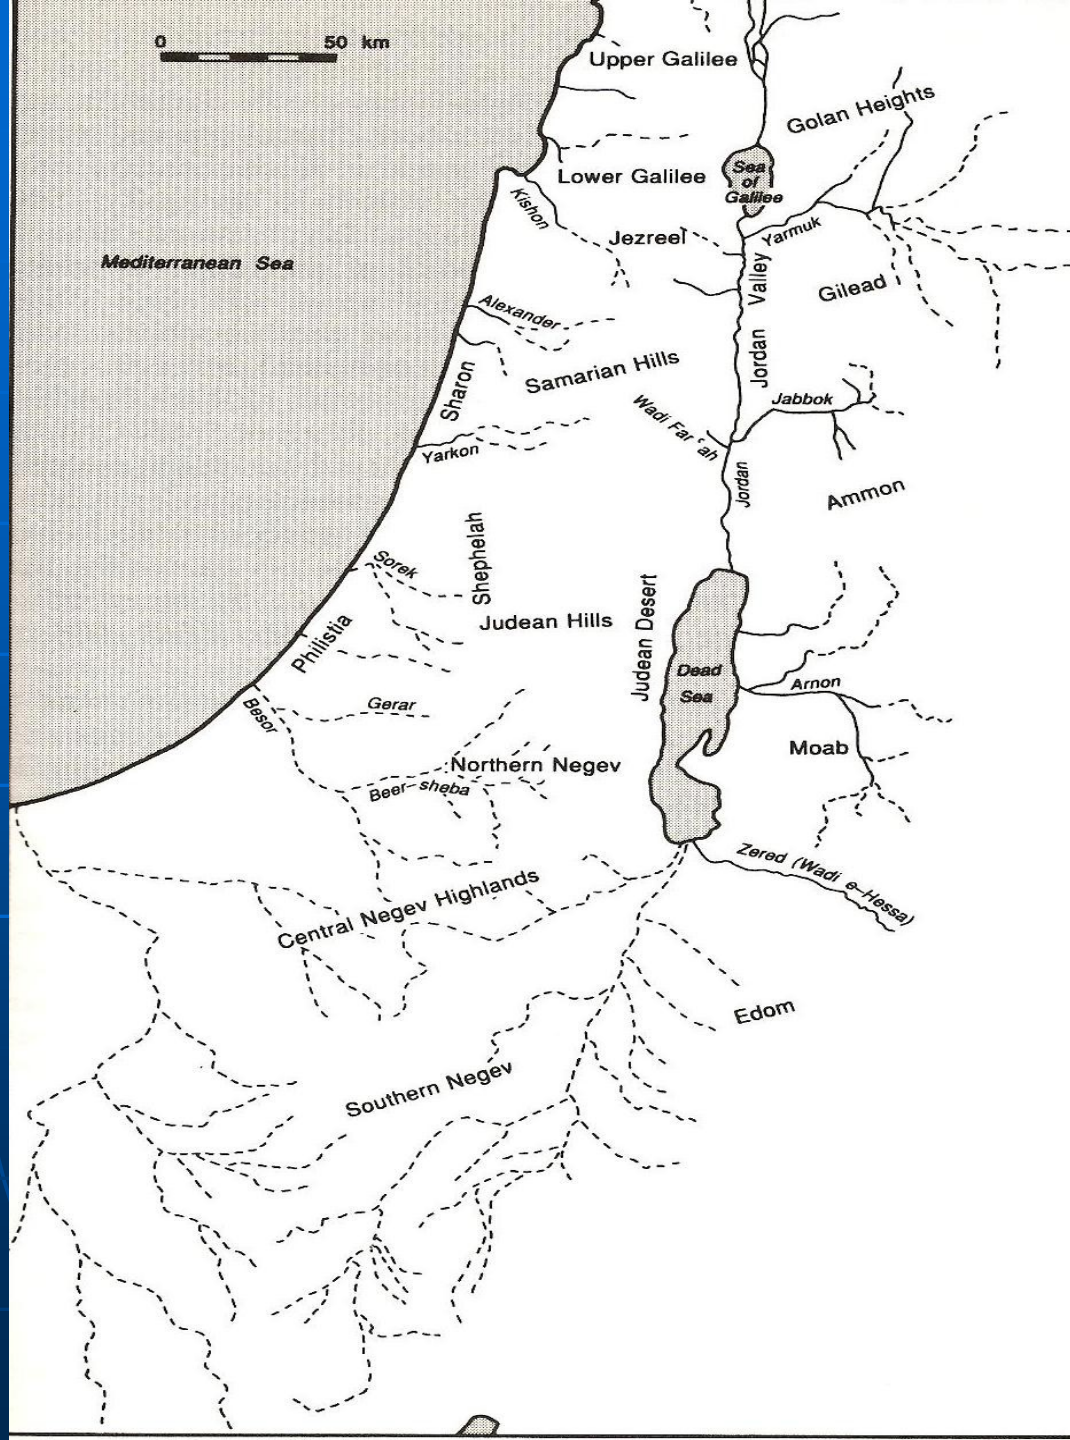 0 50 km
Upper Galilee
Golan Heights
Sea
of
Galilee
Lower Galilee
Kishon
Jezreel
Yarmuk
Mediterranean Sea
Valley
Gilead
Alexander
Jordan
Samarian Hills
Sharon
Jabbok
Wadi Farʿah
Yarkon
Jordan
Ammon
Shephelah
Sorek
Judean Desert
Judean Hills
Philistia
Dead
Sea
Arnon
Gerar
Besor
Moab
Northern Negev
Beer-sheba
Zered (Wadi e-Hessa)
Central Negev Highlands
Edom
Southern Negev